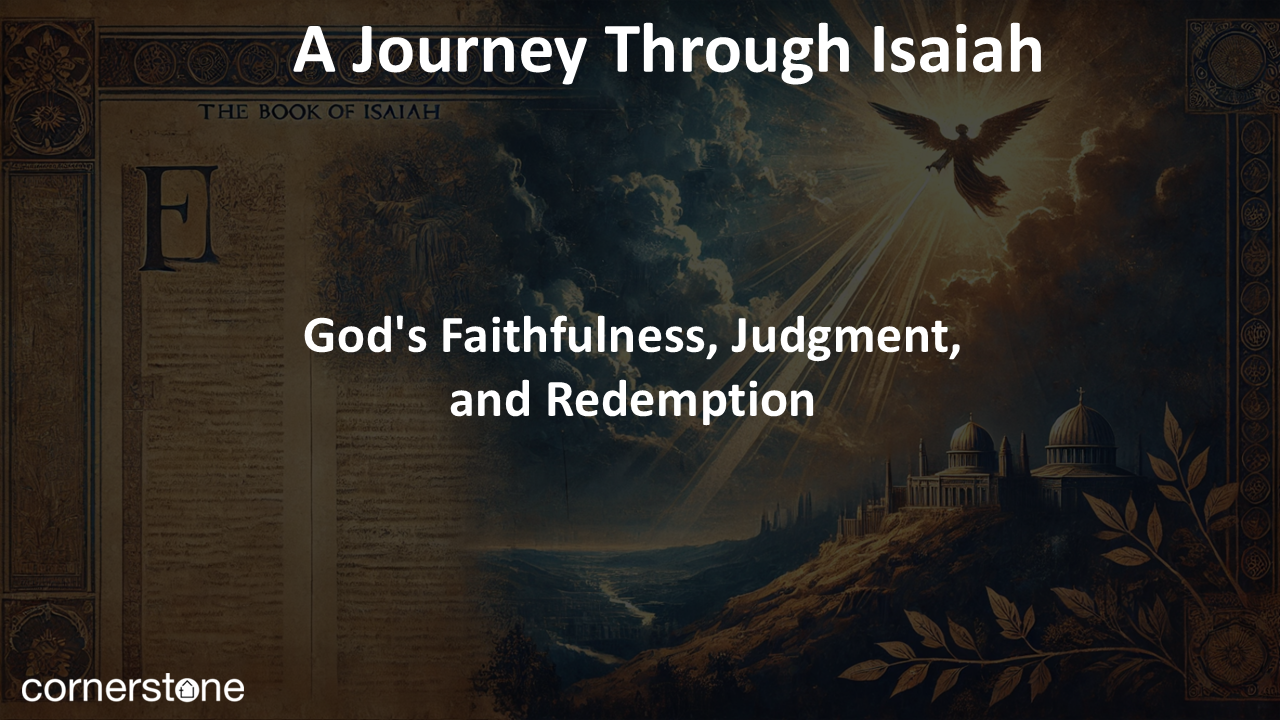 A Journey Through Isaiah
THE BOOK OF ISAIAH
E
God's Faithfulness, Judgment,
and Redemption
cornerstone